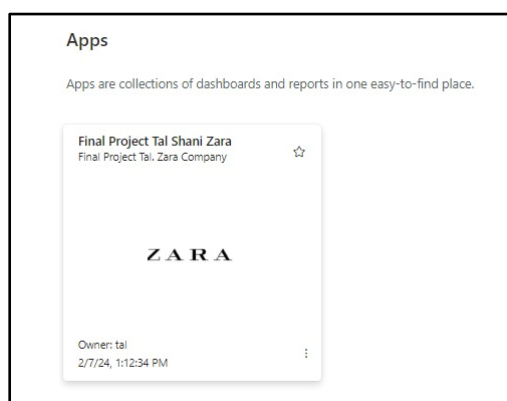 Apps
Apps are collections of dashboards and reports in one easy-to-find place.
Final Project Tal Shani Zara
Final Project Tal. Zara Company
ZARA
Owner: tal
2/7/24, 1:12:34 PM